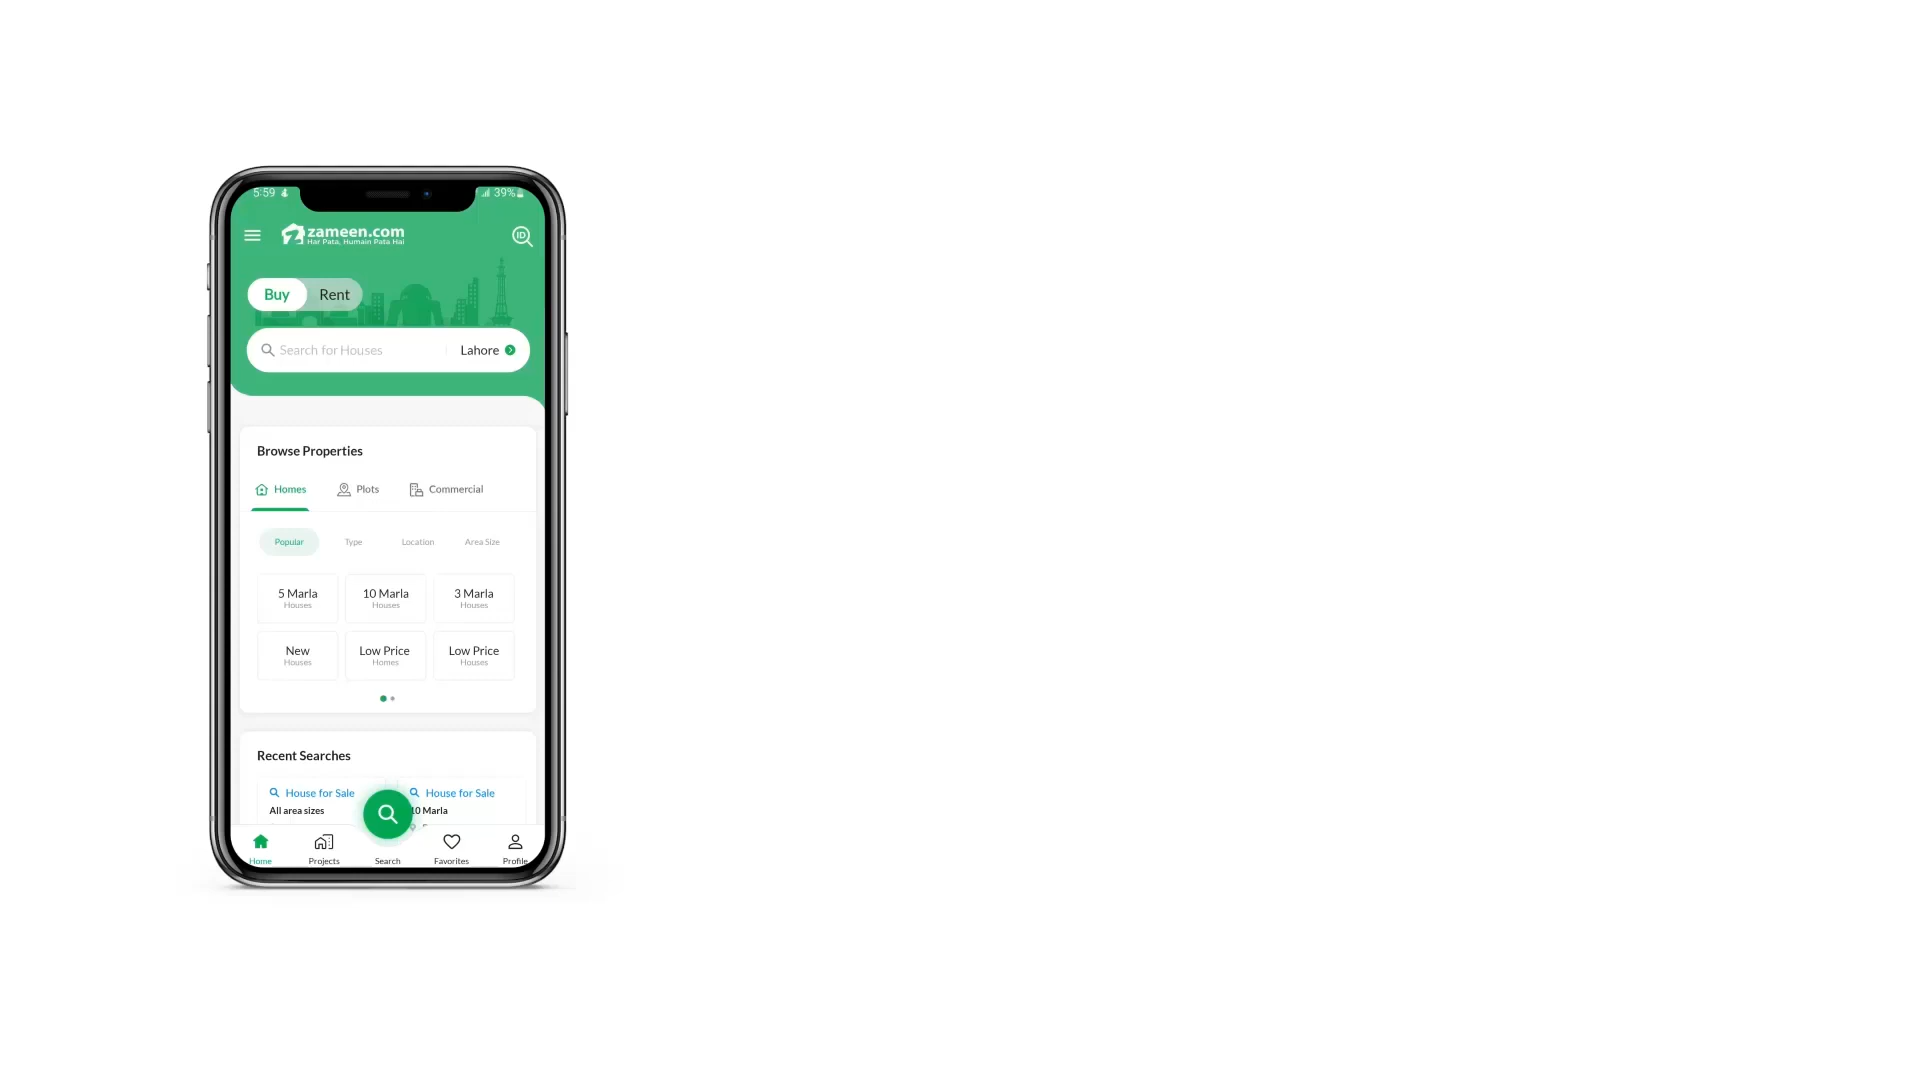 5:59
39%
zameen.com
Har Pata, Humain Pata Hai
ID
Buy Rent
Search for Houses Lahore
Browse Properties
Homes Plots Commercial
Popular Type Location Area Size
5 Marla 10 Marla 3 Marla
Houses Houses Houses
New Low Price Low Price
Houses Homes Houses
Recent Searches
House for Sale House for Sale
All area sizes 10 Marla
Home Projects Search Favorites Profile